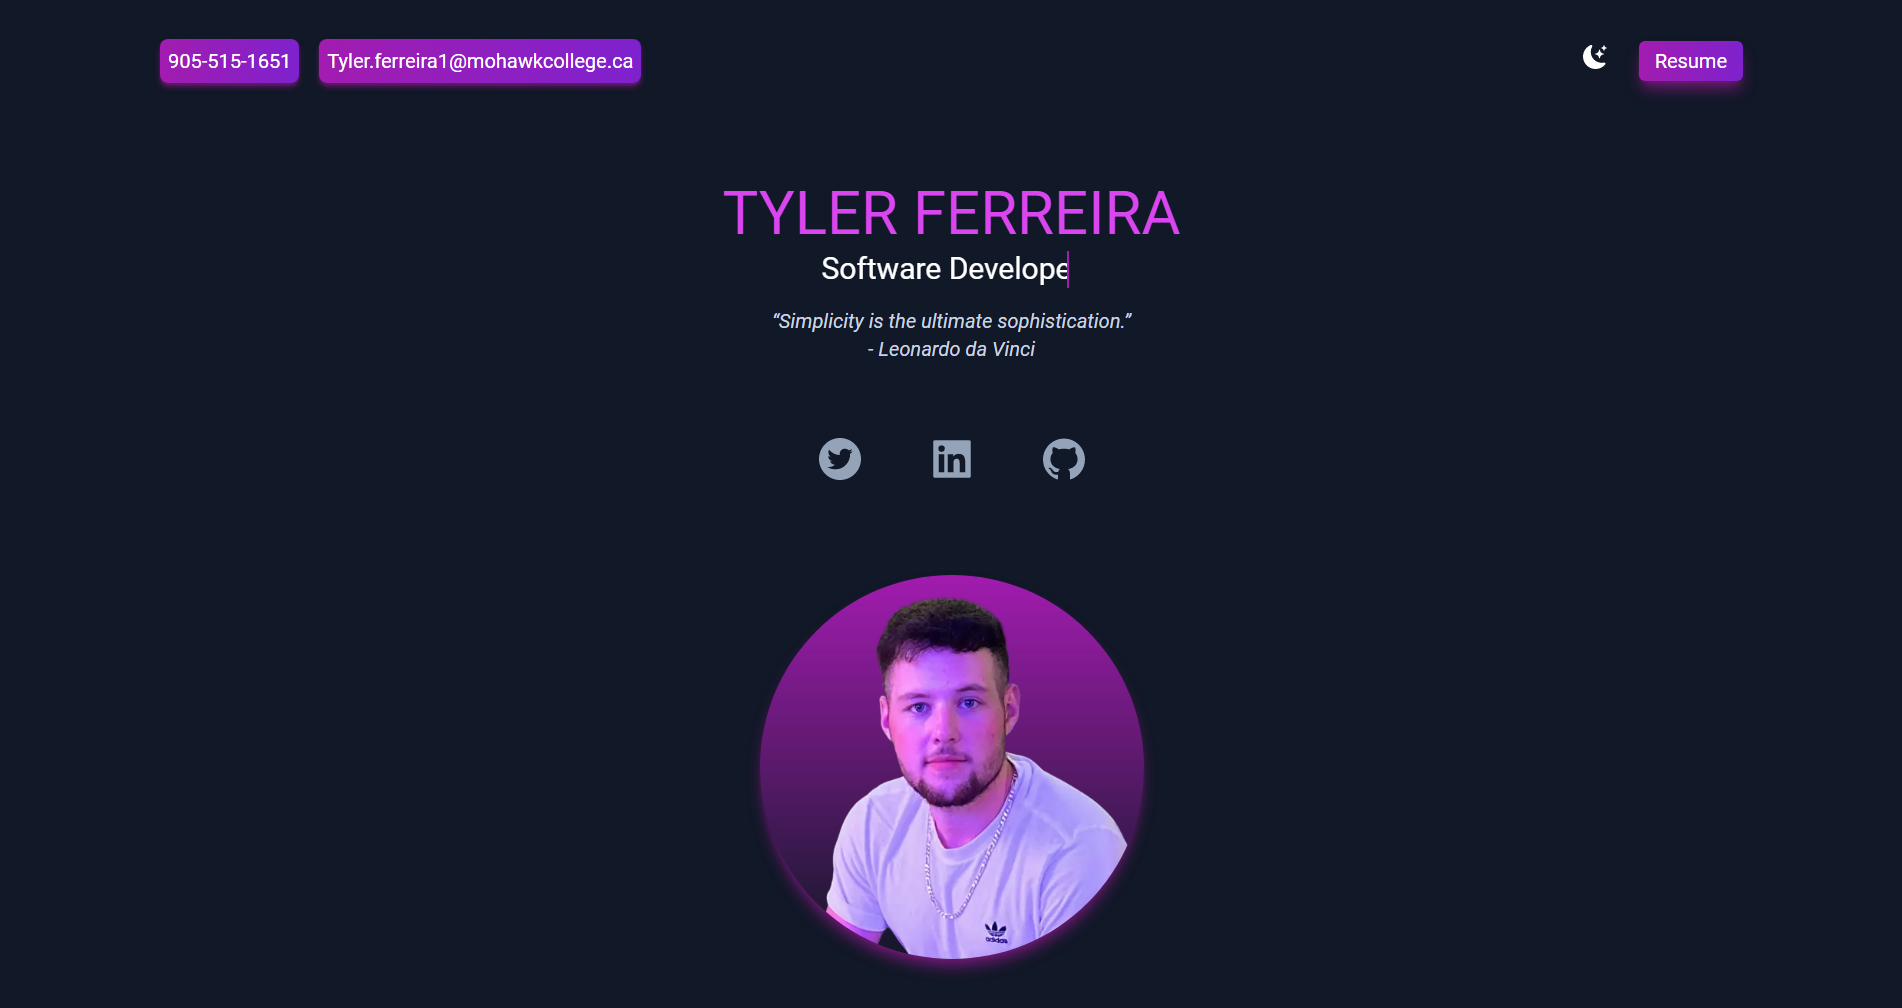 905-515-1651
Tyler.ferreira1@mohawkcollege.ca
Resume
TYLER FERREIRA
Software Develope
“Simplicity is the ultimate sophistication.”
- Leonardo da Vinci
in
adidas